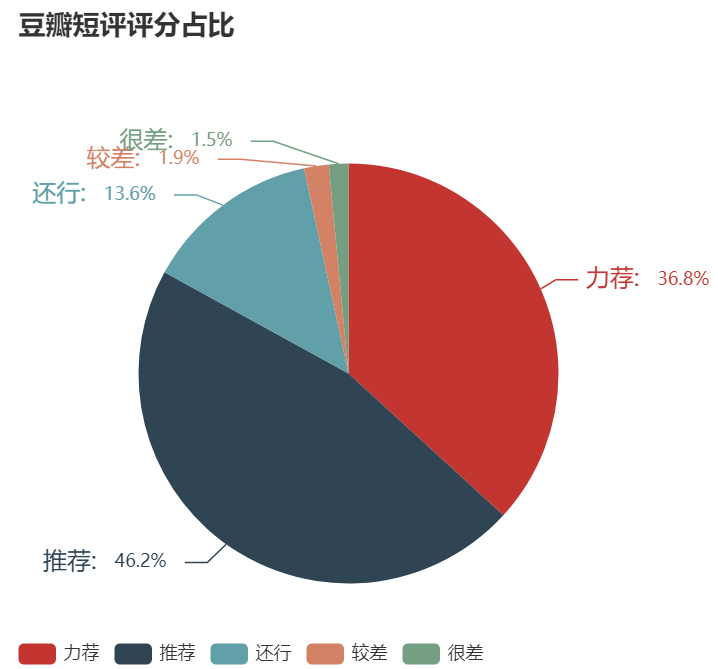 豆瓣短评评分占比
很差: 1.5%
较差: 1.9%
还行: 13.6%
力荐: 36.8%
推荐: 46.2%
力荐 推荐 还行 较差 很差